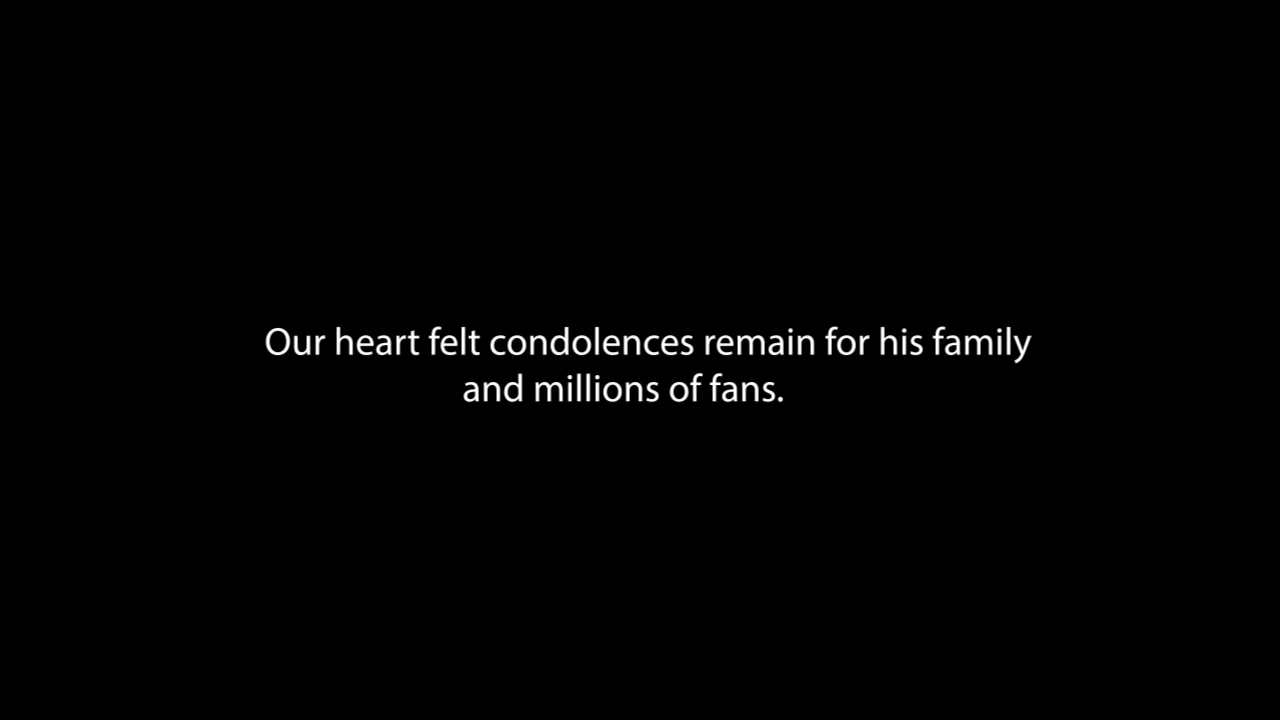 Our heart felt condolences remain for his family
and millions of fans.